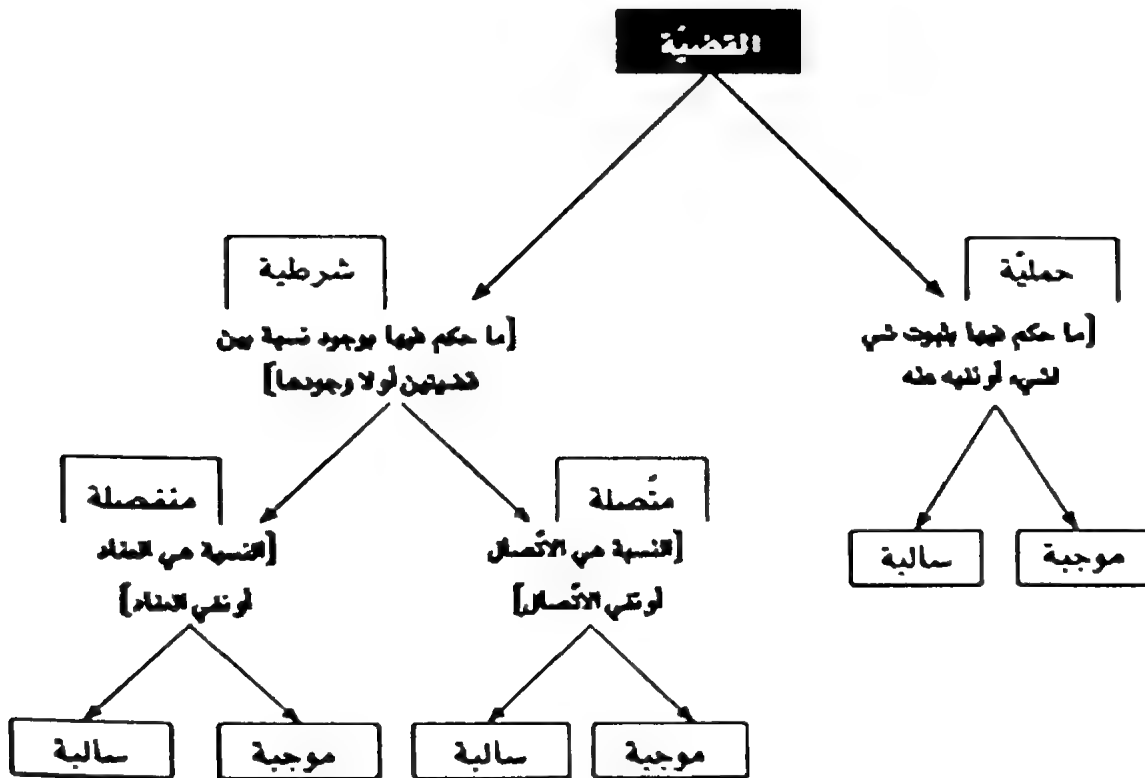 القضيّة
حمليّة
[ما حكم فيها بثبوت شي
لشيء أو نفيه عنه
موجبة
سالبة
شرطية
[ما حكم فيها بوجود نسبة بين
قضيتين أو لا وجودها]
متّصلة
[النسبة هي الاتّصال
أو نفي الاتّصال]
موجبة
سالبة
منفصلة
[النسبة هي العناد
أو نفي العناد]
موجبة
سالبة